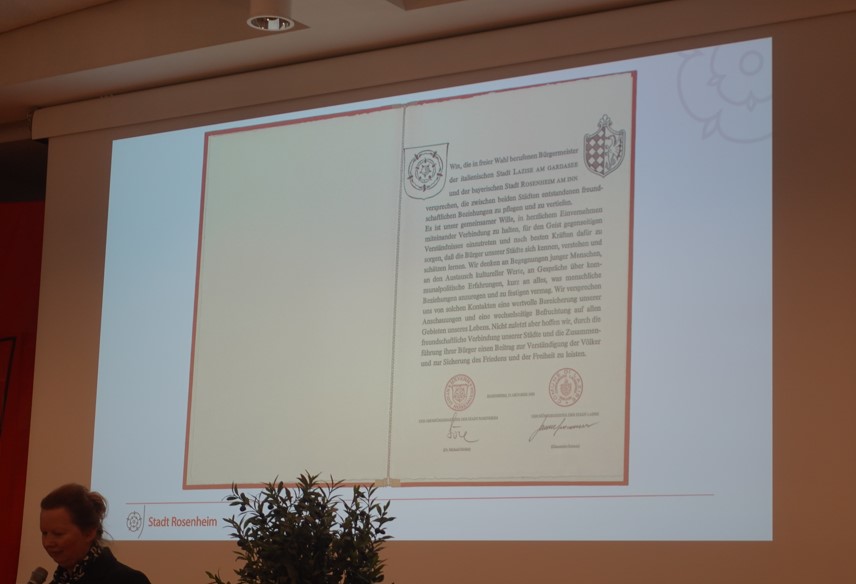 Wir, die in freier Wahl berufenen Bürgermeister
der italienischen Stadt LAZISE AM GARDASEE
und der bayerischen Stadt ROSENHEIM AM INN
versprechen, die zwischen beiden Städten entstandenen freund-
schaftlichen Beziehungen zu pflegen und zu vertiefen.
Es ist unser gemeinsamer Wille, in herzlichem Einvernehmen
miteinander Verbindung zu halten, für den Geist gegenseitigen
Verständnisses einzutreten und nach besten Kräften dafür zu
sorgen, daß die Bürger unserer Städte sich kennen, verstehen und
schätzen lernen. Wir denken an Begegnungen junger Menschen,
an den Austausch kultureller Werte, an Gespräche über kom-
munalpolitische Erfahrungen, kurz an alles, was menschliche
Beziehungen anzuregen und zu festigen vermag. Wir versprechen
uns von solchen Kontakten eine wertvolle Bereicherung unserer
Anschauungen und eine wechselseitige Befruchtung auf allen
Gebieten unseres Lebens. Nicht zuletzt aber hoffen wir, durch die
freundschaftliche Verbindung unserer Städte und die Zusammen-
führung ihrer Bürger einen Beitrag zur Verständigung der Völker
und zur Sicherung des Friedens und der Freiheit zu leisten.
Stadt Rosenheim